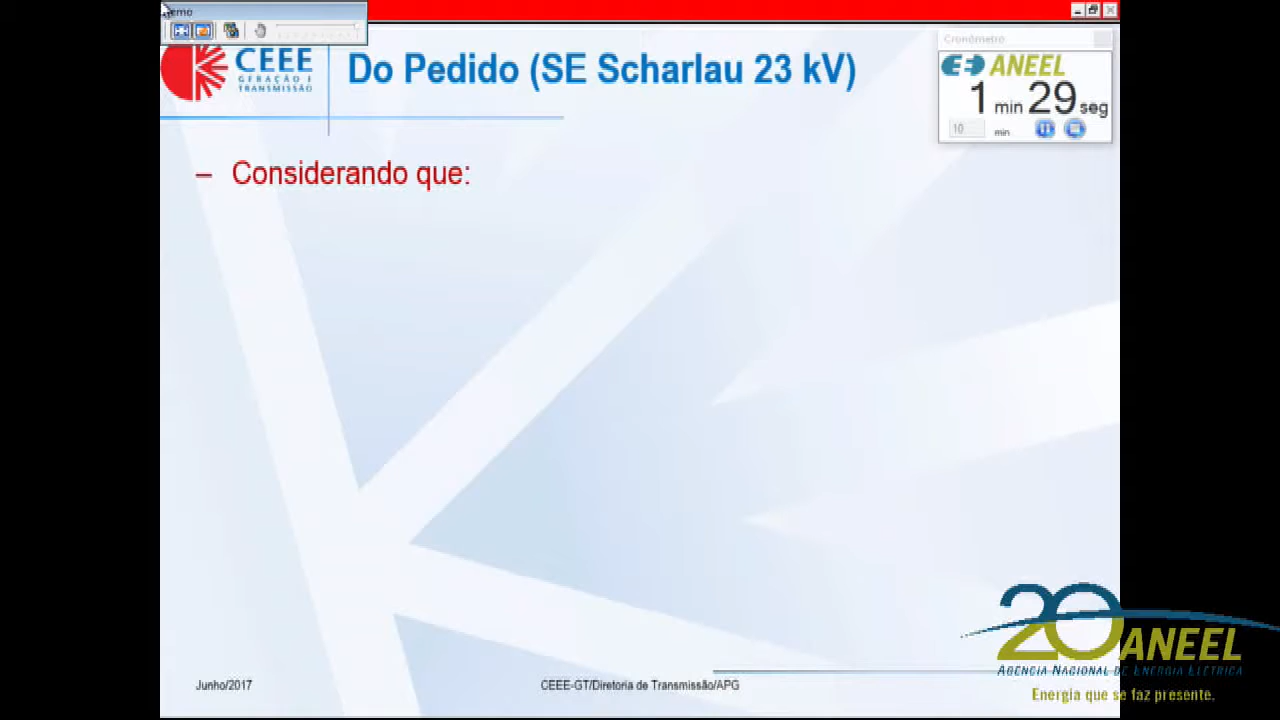 CEEE
GERAÇÃO E
TRANSMISSÃO
Do Pedido (SE Scharlau 23 kV)
Cronômetro
ANEEL
1 min 29 seg
10 min
– Considerando que:
Junho/2017
CEEE-GT/Diretoria de Transmissão/APG
20 ANEEL
AGÊNCIA NACIONAL DE ENERGIA ELÉTRICA
Energia que se faz presente.